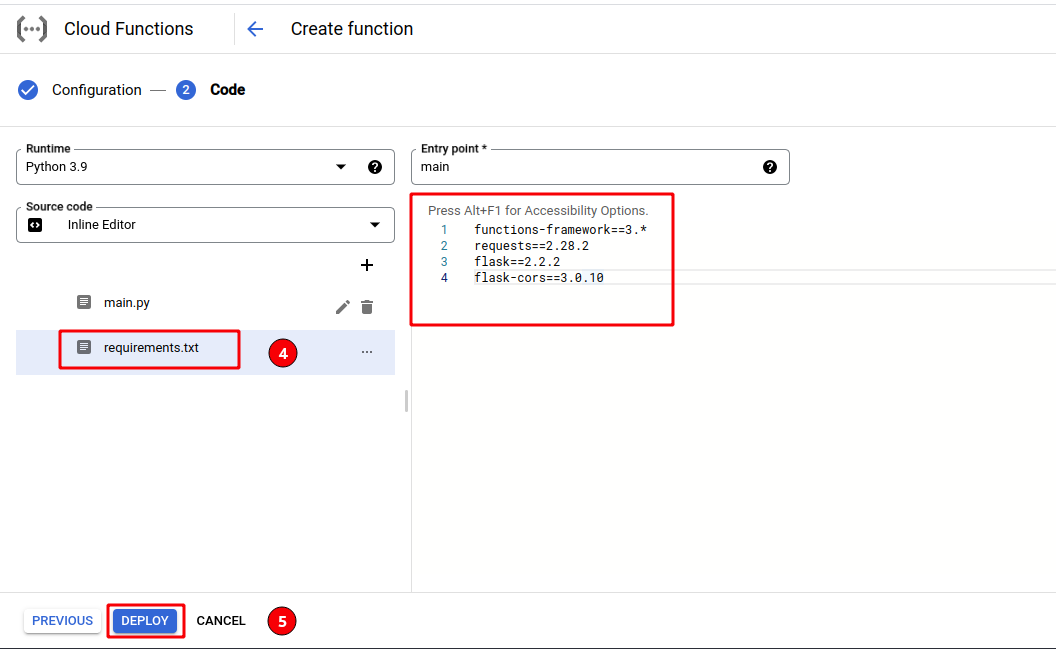 Cloud Functions
Create function
Configuration — 2 Code
Runtime
Python 3.9
Entry point *
main
Source code
Inline Editor
Press Alt+F1 for Accessibility Options.
1 functions-framework==3.*
2 requests==2.28.2
3 flask==2.2.2
4 flask-cors==3.0.10
main.py
requirements.txt
4
PREVIOUS DEPLOY CANCEL
5